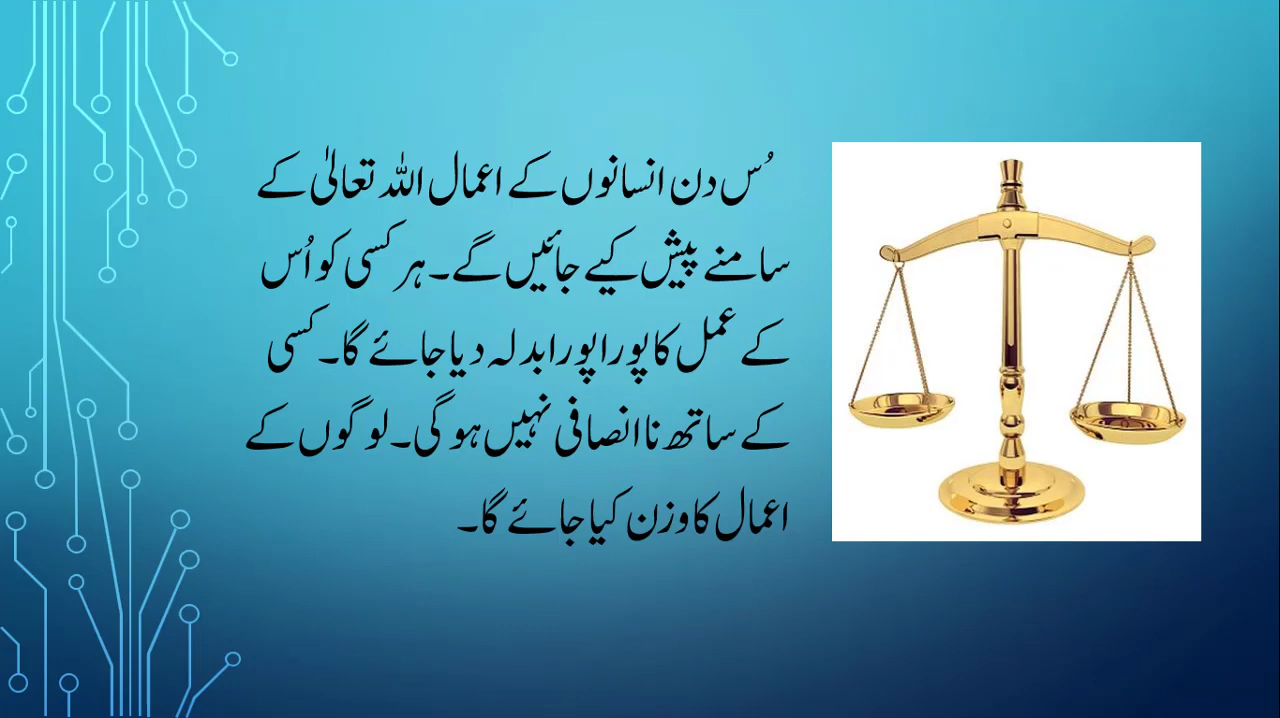 ُس دن انسانوں کے اعمال اللہ تعالیٰ کے
سامنے پیش کیے جائیں گے۔ ہر کسی کو اُس
کے عمل کا پورا پورا بدلہ دیا جائے گا۔ کسی
کے ساتھ ناانصافی نہیں ہو گی۔ لوگوں کے
اعمال کا وزن کیا جائے گا۔